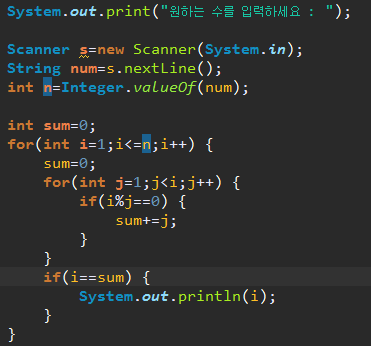 System.out.print("원하는 수를 입력하세요 : ");

Scanner s=new Scanner(System.in);
String num=s.nextLine();
int n=Integer.valueOf(num);

int sum=0;
for(int i=1;i<=n;i++) {
    sum=0;
    for(int j=1;j<i;j++) {
        if(i%j==0) {
            sum+=j;
        }
    }
    if(i==sum) {
        System.out.println(i);
    }
}